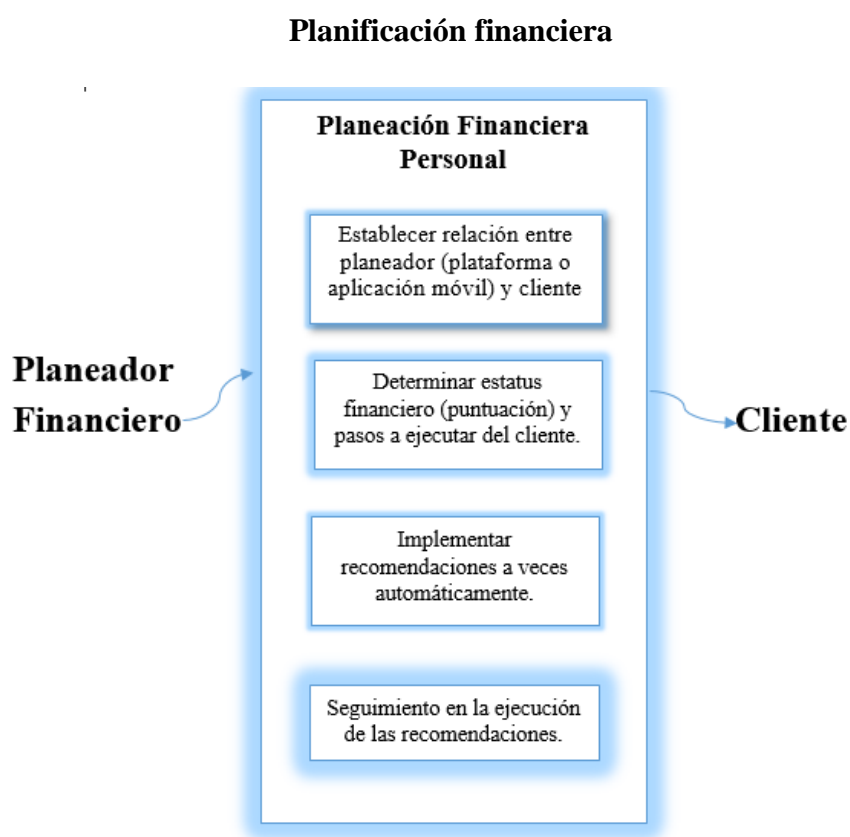 Planificación financiera
Planeación Financiera
Personal
Establecer relación entre
planeador (plataforma o
aplicación móvil) y cliente
Planeador
Financiero
Determinar estatus
financiero (puntuación) y
pasos a ejecutar del cliente.
Cliente
Implementar
recomendaciones a veces
automáticamente.
Seguimiento en la ejecución
de las recomendaciones.